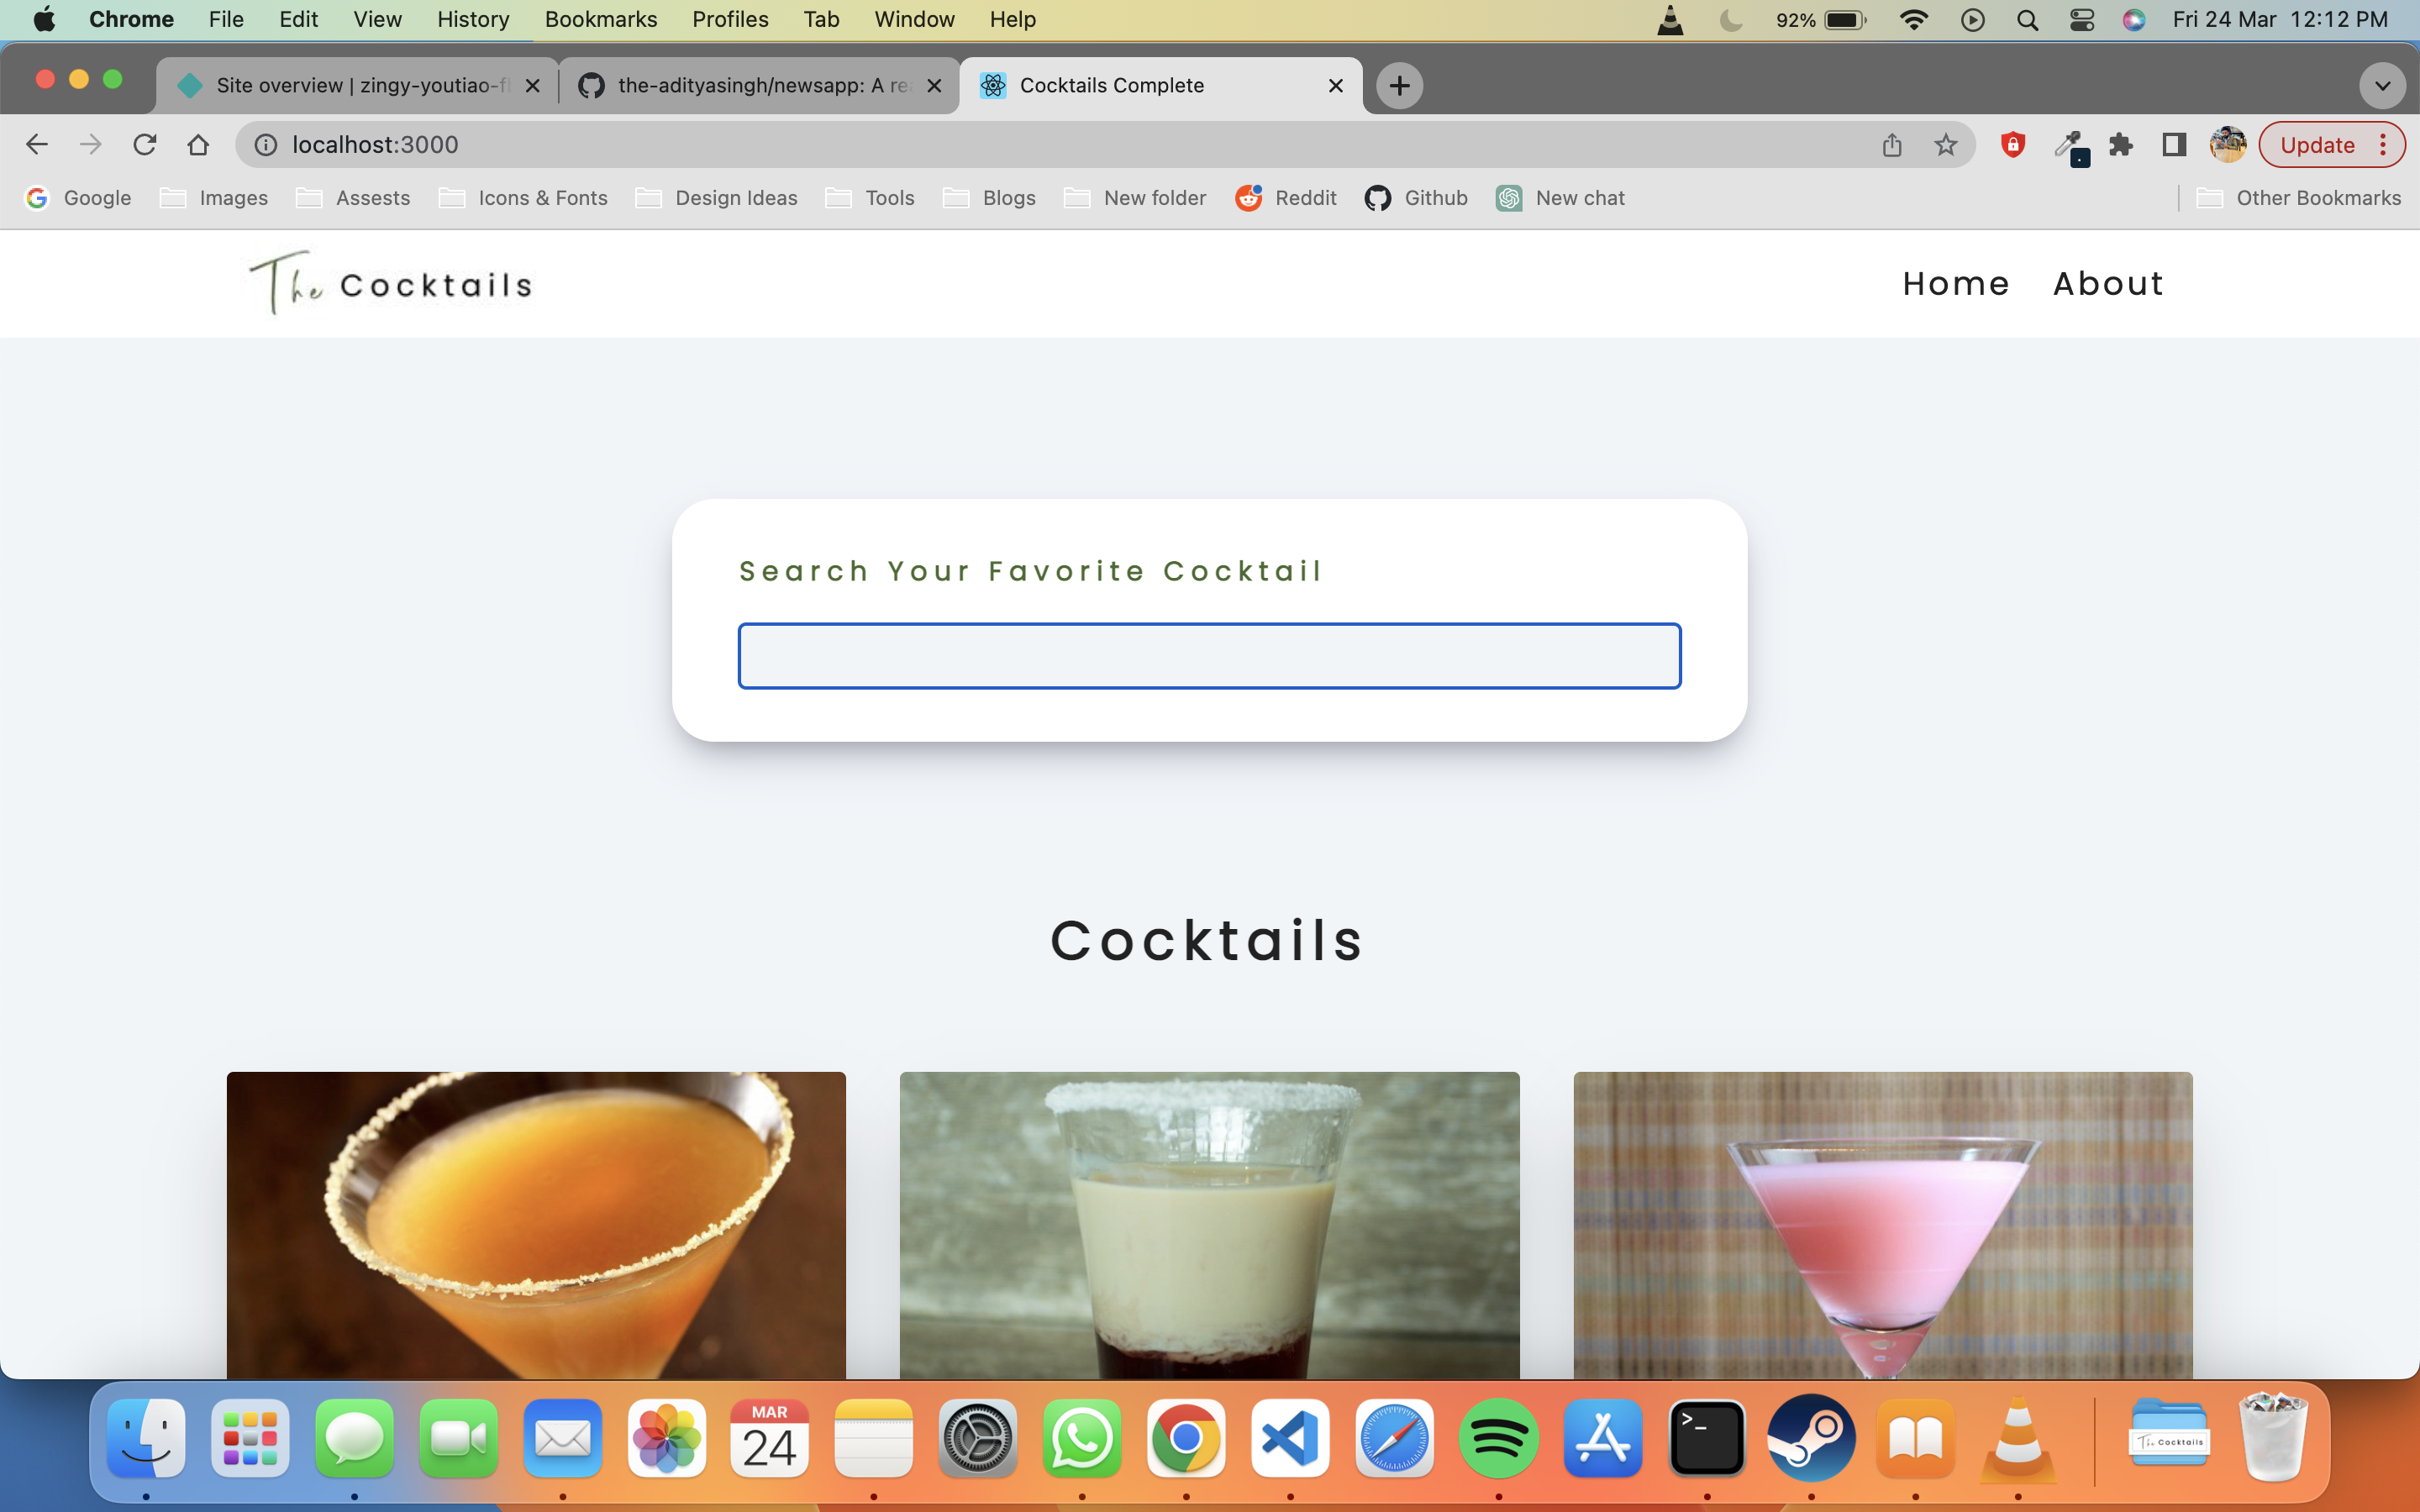 Chrome File Edit View History Bookmarks Profiles Tab Window Help 92% Fri 24 Mar 12:12 PM
Site overview | zingy-youtiao-fl the-adityasingh/newsapp: A re Cocktails Complete
localhost:3000 Update
Google Images Assests Icons & Fonts Design Ideas Tools Blogs New folder Reddit Github New chat Other Bookmarks
The Cocktails Home About
Search Your Favorite Cocktail
Cocktails
MAR
24
>_
The Cocktails